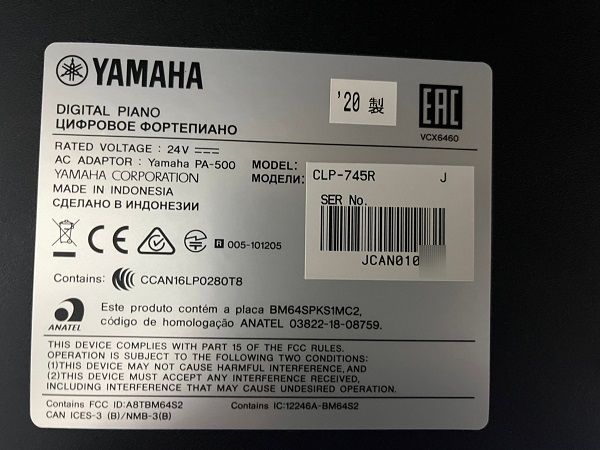 YAMAHA
'20 製
EAC
VCX6460
DIGITAL PIANO
ЦИФРОВОЕ ФОРТЕПИАНО
RATED VOLTAGE : 24V
AC ADAPTOR : Yamaha PA-500
YAMAHA CORPORATION
MADE IN INDONESIA
СДЕЛАНО В ИНДОНЕЗИИ
MODEL:
МОДЕЛИ:
CLP-745R J
SER No.
JCAN010
CE
R 005-101205
Contains: CCAN16LP0280T8
ANATEL
Este produto contém a placa BM64SPKS1MC2,
código de homologação ANATEL 03822-18-08759.
THIS DEVICE COMPLIES WITH PART 15 OF THE FCC RULES.
OPERATION IS SUBJECT TO THE FOLLOWING TWO CONDITIONS:
(1)THIS DEVICE MAY NOT CAUSE HARMFUL INTERFERENCE,AND
(2)THIS DEVICE MUST ACCEPT ANY INTERFERENCE RECEIVED,
INCLUDING INTERFERENCE THAT MAY CAUSE UNDESIRED OPERATION.
Contains FCC ID:A8TBM64S2 Contains IC:12246A-BM64S2
CAN ICES-3 (B)/NMB-3(B)